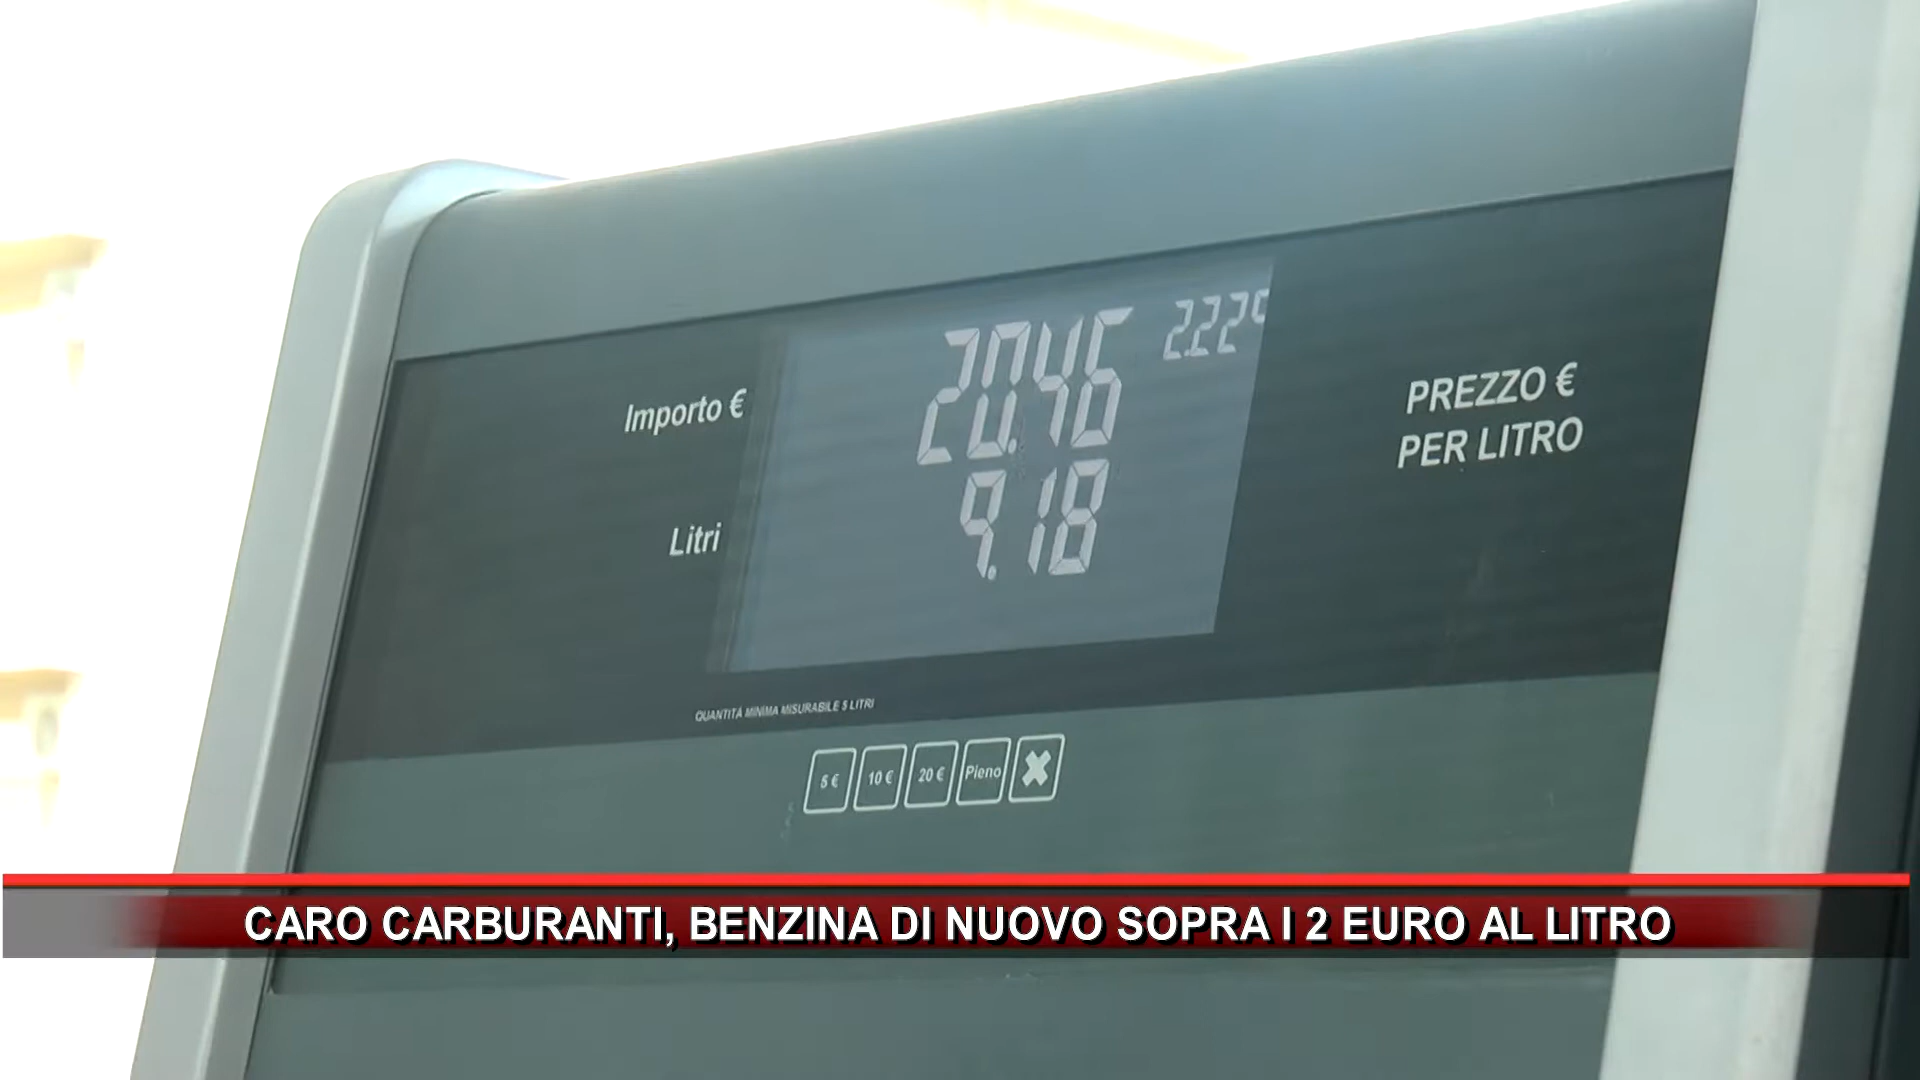 2.22
Importo € 20.46
PREZZO €
PER LITRO
Litri 9.18
QUANTITÀ MINIMA MISURABILE 5 LITRI
5 € 10 € 20 € Pieno ✖
CARO CARBURANTI, BENZINA DI NUOVO SOPRA I 2 EURO AL LITRO